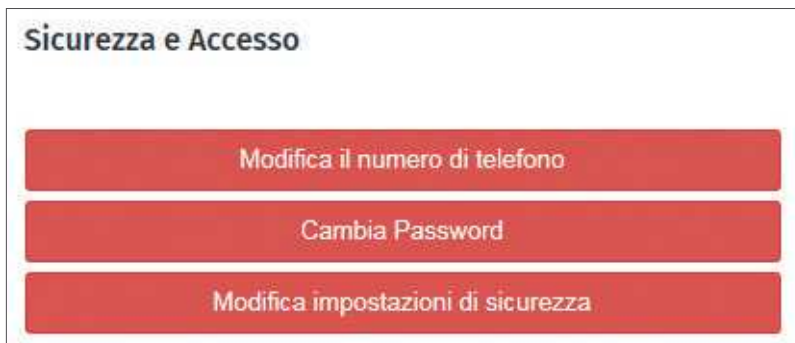 Sicurezza e Accesso
Modifica il numero di telefono
Cambia Password
Modifica impostazioni di sicurezza